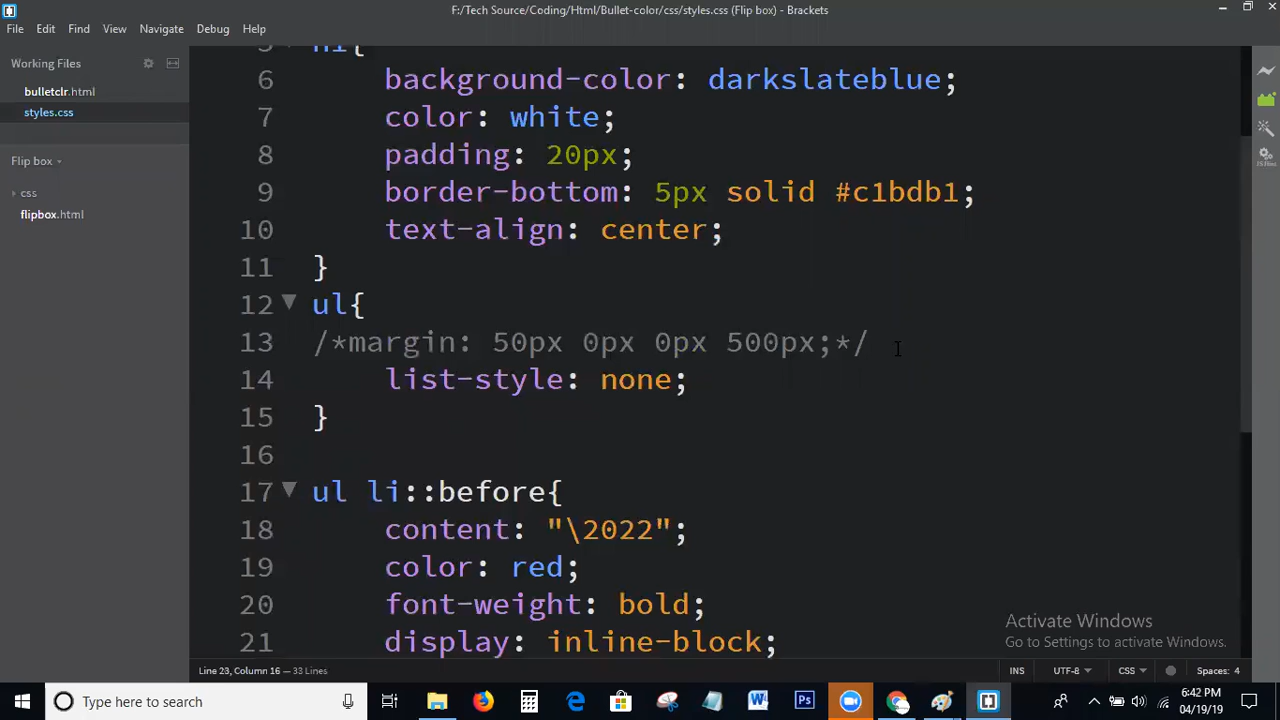 F:/Tech Source/Coding/Html/Bullet-color/css/styles.css (Flip box) - Brackets
File Edit Find View Navigate Debug Help
Working Files
bulletclr.html
styles.css
Flip box
css
flipbox.html
5 h1{
6 background-color: darkslateblue;
7 color: white;
8 padding: 20px;
9 border-bottom: 5px solid #c1bdb1;
10 text-align: center;
11 }
12 ul{
13 /*margin: 50px 0px 0px 500px;*/
14 list-style: none;
15 }
16
17 ul li::before{
18 content: "\2022";
19 color: red;
20 font-weight: bold;
21 display: inline-block;
Activate Windows
Go to Settings to activate Windows.
Line 23, Column 16 — 33 Lines
INS UTF-8 CSS Spaces: 4
Type here to search
6:42 PM
04/19/19